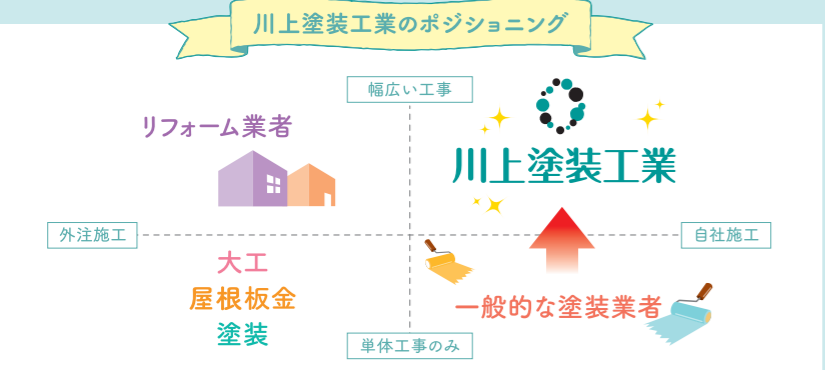 川上塗装工業のポジショニング
幅広い工事
リフォーム業者
川上塗装工業
外注施工
自社施工
大工
屋根板金
塗装
一般的な塗装業者
単体工事のみ